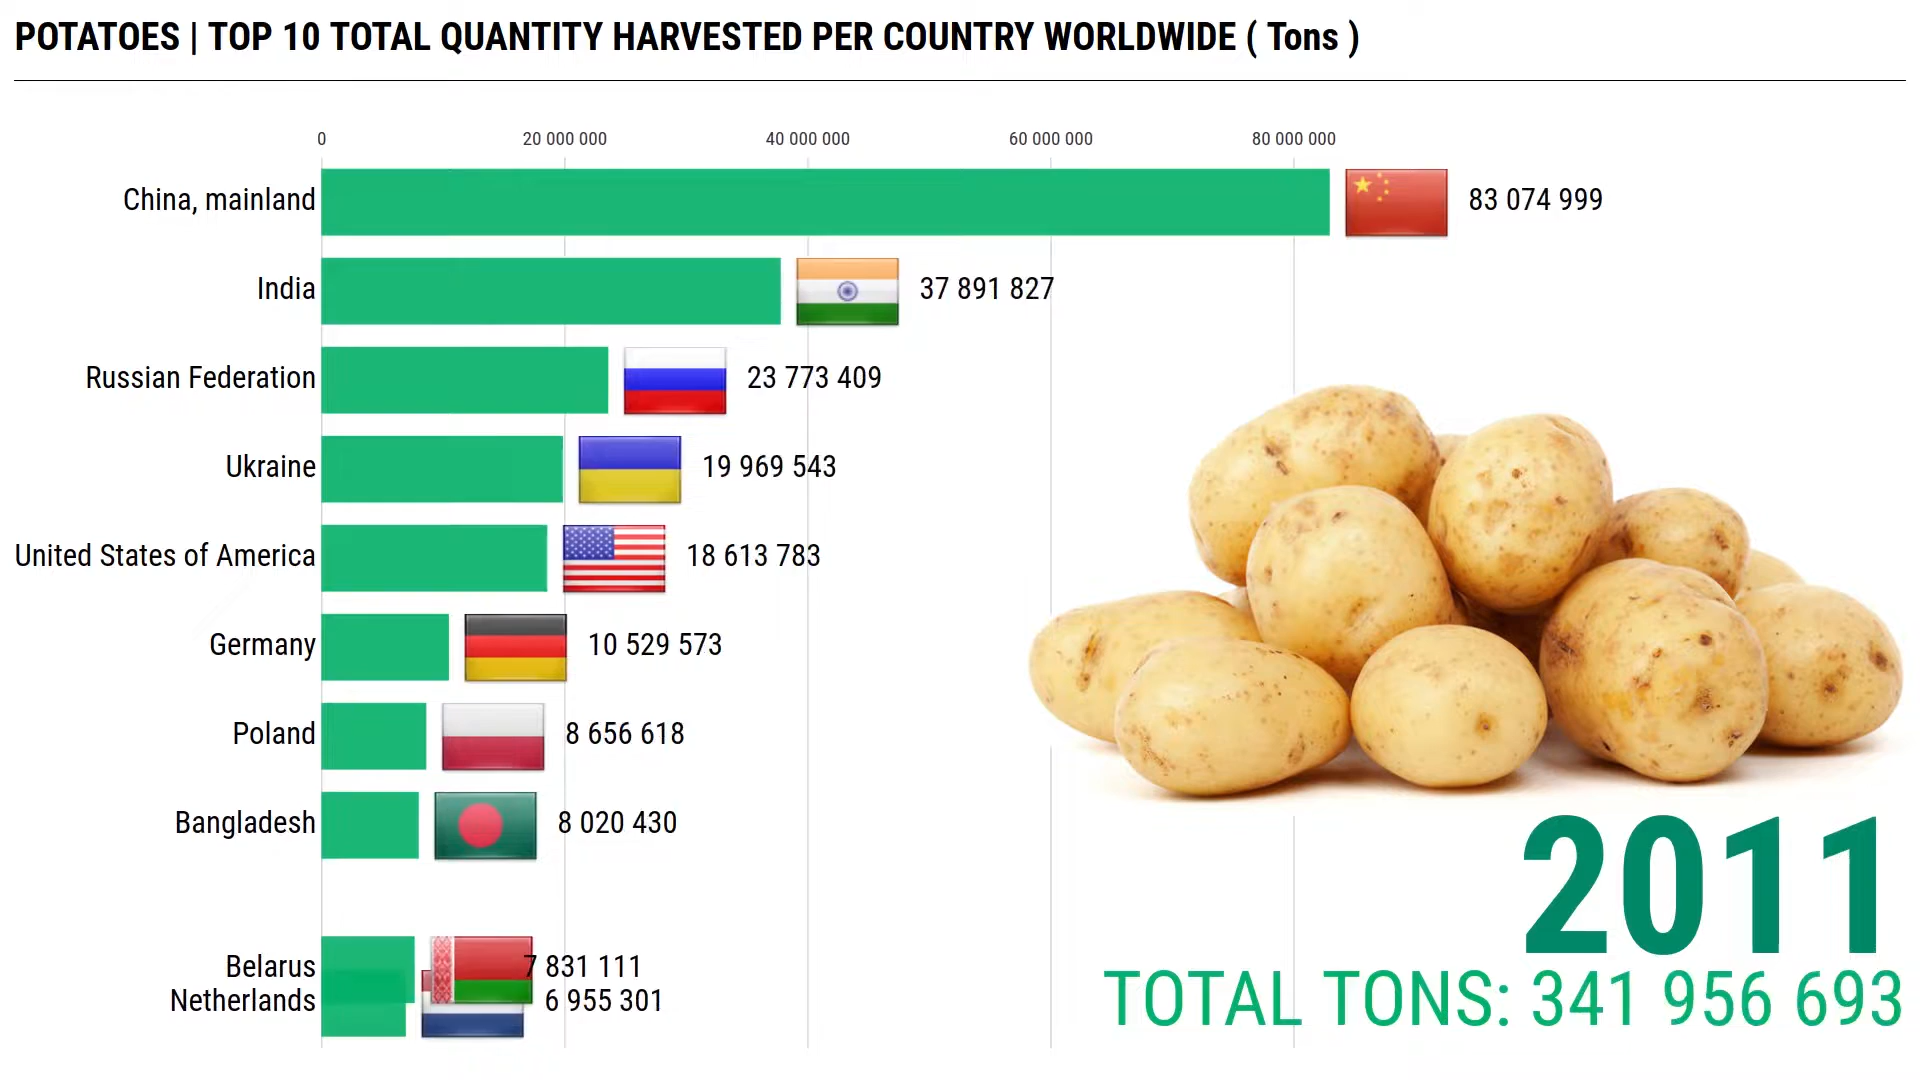 POTATOES | TOP 10 TOTAL QUANTITY HARVESTED PER COUNTRY WORLDWIDE ( Tons )
0 20 000 000 40 000 000 60 000 000 80 000 000
China, mainland 83 074 999
India 37 891 827
Russian Federation 23 773 409
Ukraine 19 969 543
United States of America 18 613 783
Germany 10 529 573
Poland 8 656 618
Bangladesh 8 020 430
Belarus 7 831 111
Netherlands 6 955 301
2011
TOTAL TONS: 341 956 693